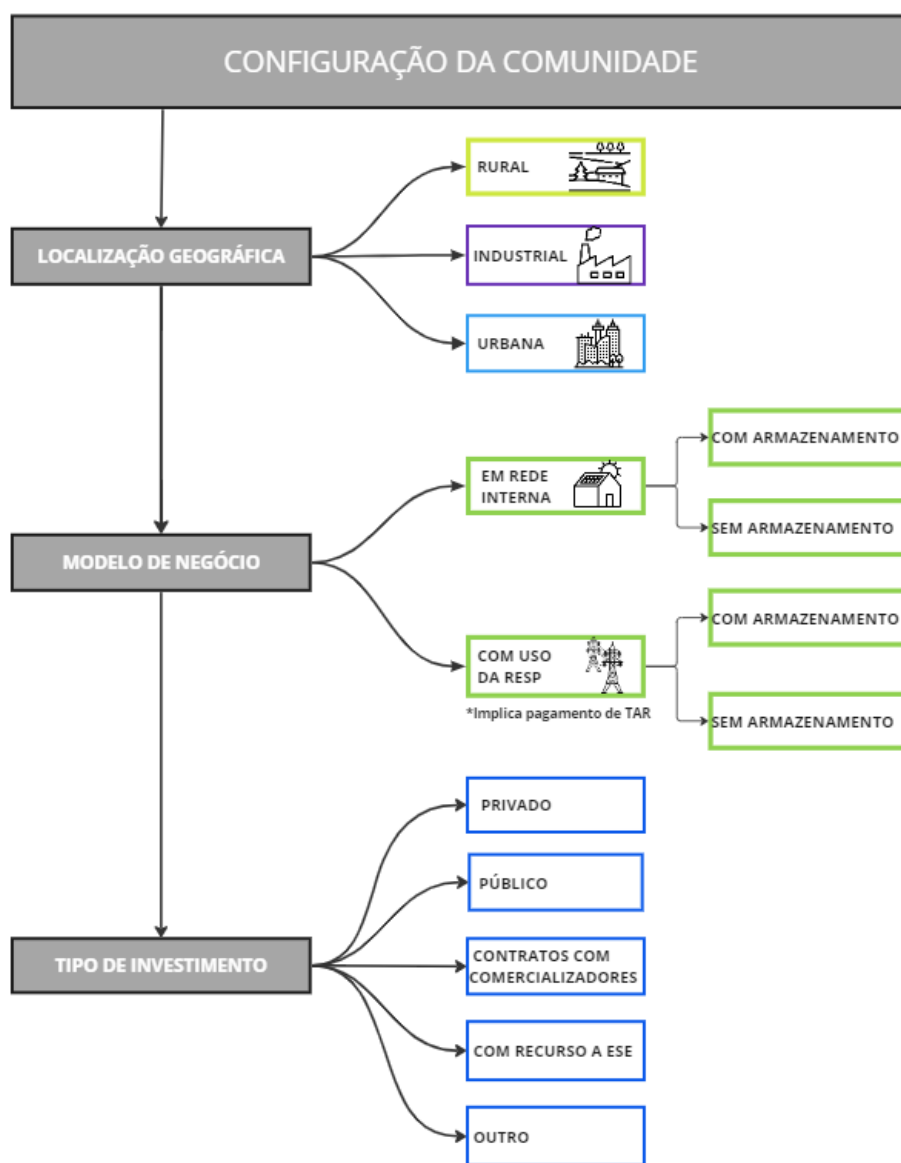 CONFIGURAÇÃO DA COMUNIDADE
LOCALIZAÇÃO GEOGRÁFICA
RURAL
INDUSTRIAL
URBANA
MODELO DE NEGÓCIO
EM REDE
INTERNA
COM ARMAZENAMENTO
SEM ARMAZENAMENTO
COM USO
DA RESP
*Implica pagamento de TAR
COM ARMAZENAMENTO
SEM ARMAZENAMENTO
TIPO DE INVESTIMENTO
PRIVADO
PÚBLICO
CONTRATOS COM
COMERCIALIZADORES
COM RECURSO A ESE
OUTRO